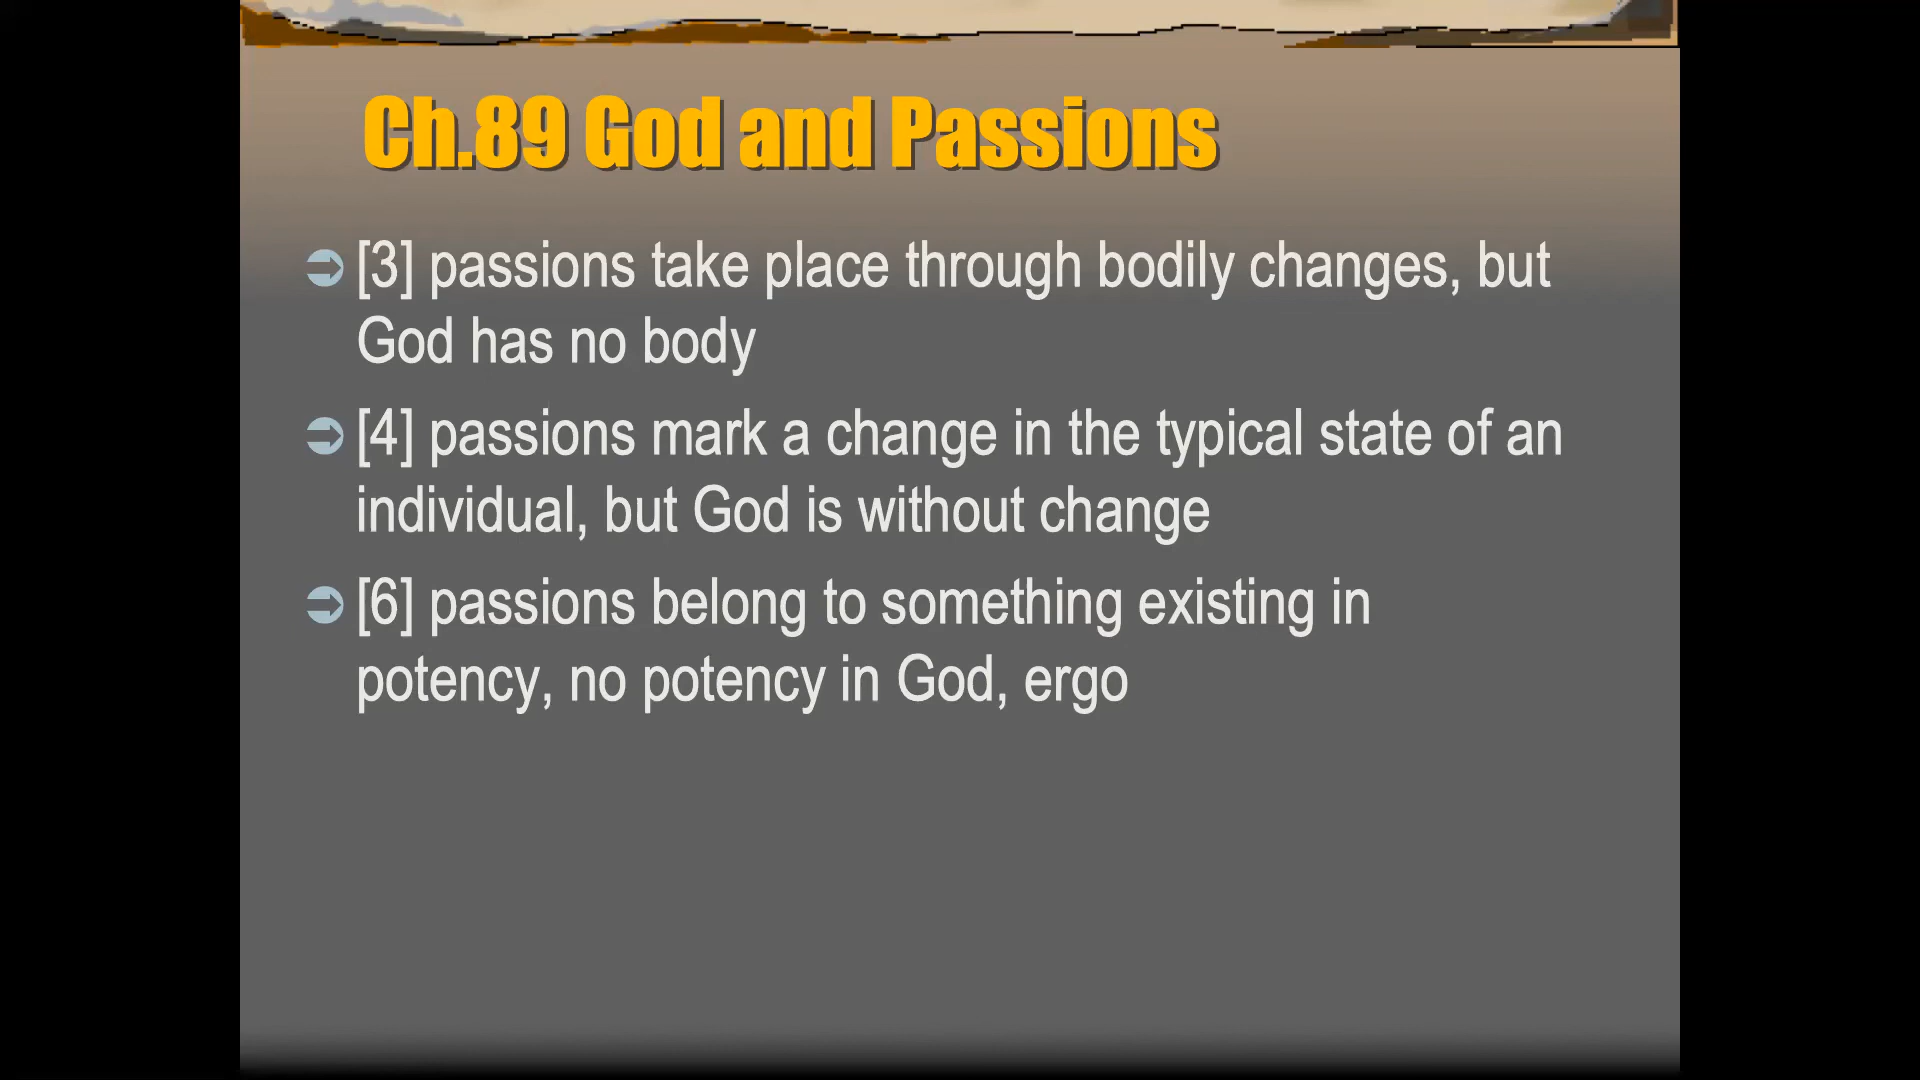 Ch.89 God and Passions
[3] passions take place through bodily changes, but
God has no body
[4] passions mark a change in the typical state of an
individual, but God is without change
[6] passions belong to something existing in
potency, no potency in God, ergo